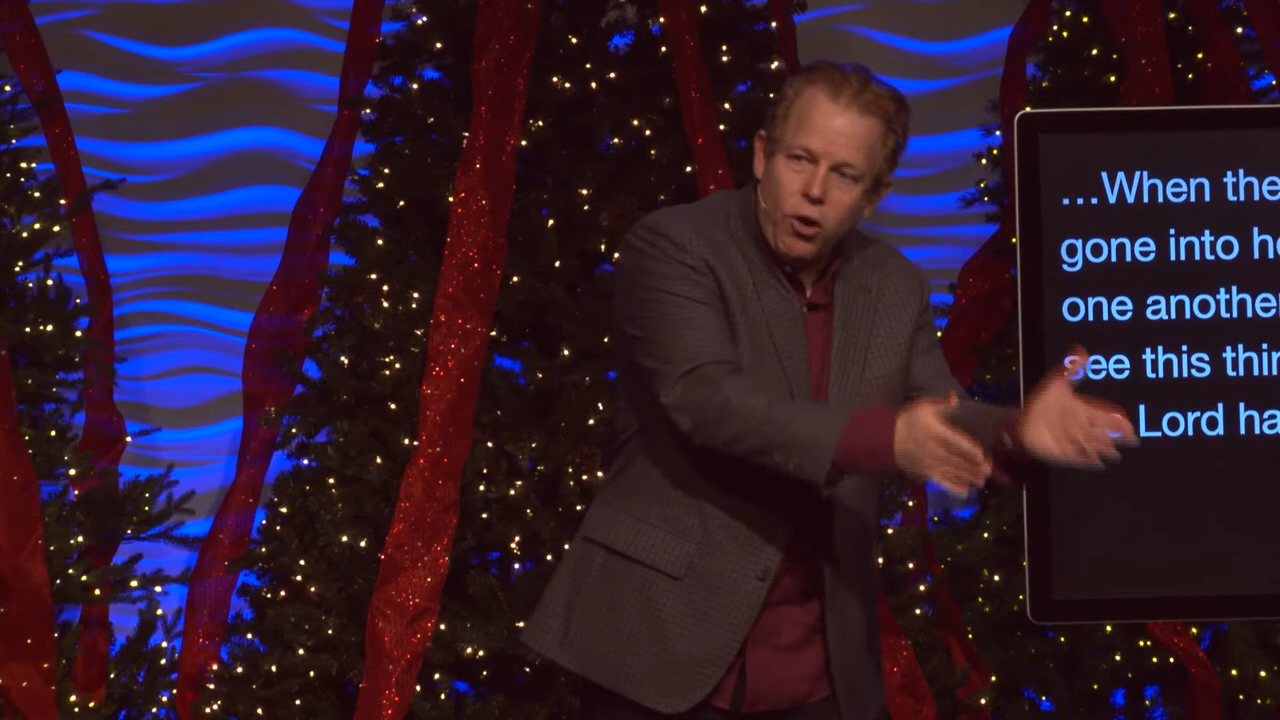 …When the
gone into he
one another
see this thin
Lord ha